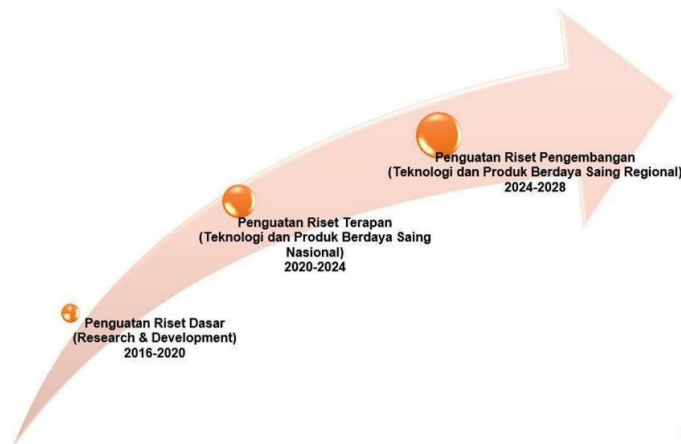 Penguatan Riset Pengembangan
(Teknologi dan Produk Berdaya Saing Regional)
2024-2028
Penguatan Riset Terapan
(Teknologi dan Produk Berdaya Saing
Nasional)
2020-2024
Penguatan Riset Dasar
(Research & Development)
2016-2020